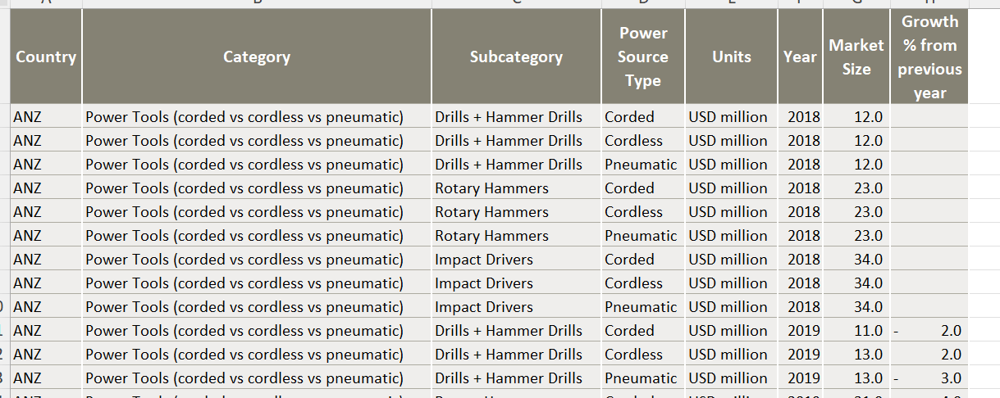 Country Category Subcategory Power Source Type Units Year Market Size Growth % from previous year
ANZ Power Tools (corded vs cordless vs pneumatic) Drills + Hammer Drills Corded USD million 2018 12.0
ANZ Power Tools (corded vs cordless vs pneumatic) Drills + Hammer Drills Cordless USD million 2018 12.0
ANZ Power Tools (corded vs cordless vs pneumatic) Drills + Hammer Drills Pneumatic USD million 2018 12.0
ANZ Power Tools (corded vs cordless vs pneumatic) Rotary Hammers Corded USD million 2018 23.0
ANZ Power Tools (corded vs cordless vs pneumatic) Rotary Hammers Cordless USD million 2018 23.0
ANZ Power Tools (corded vs cordless vs pneumatic) Rotary Hammers Pneumatic USD million 2018 23.0
ANZ Power Tools (corded vs cordless vs pneumatic) Impact Drivers Corded USD million 2018 34.0
ANZ Power Tools (corded vs cordless vs pneumatic) Impact Drivers Cordless USD million 2018 34.0
ANZ Power Tools (corded vs cordless vs pneumatic) Impact Drivers Pneumatic USD million 2018 34.0
ANZ Power Tools (corded vs cordless vs pneumatic) Drills + Hammer Drills Corded USD million 2019 11.0 - 2.0
ANZ Power Tools (corded vs cordless vs pneumatic) Drills + Hammer Drills Cordless USD million 2019 13.0 2.0
ANZ Power Tools (corded vs cordless vs pneumatic) Drills + Hammer Drills Pneumatic USD million 2019 13.0 - 3.0